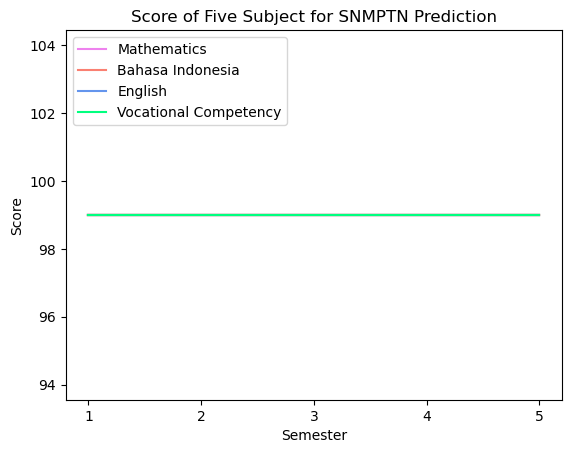 Score of Five Subject for SNMPTN Prediction
104
Mathematics
Bahasa Indonesia
English
Vocational Competency
102
100
98
96
94
Score
1 2 3 4 5
Semester